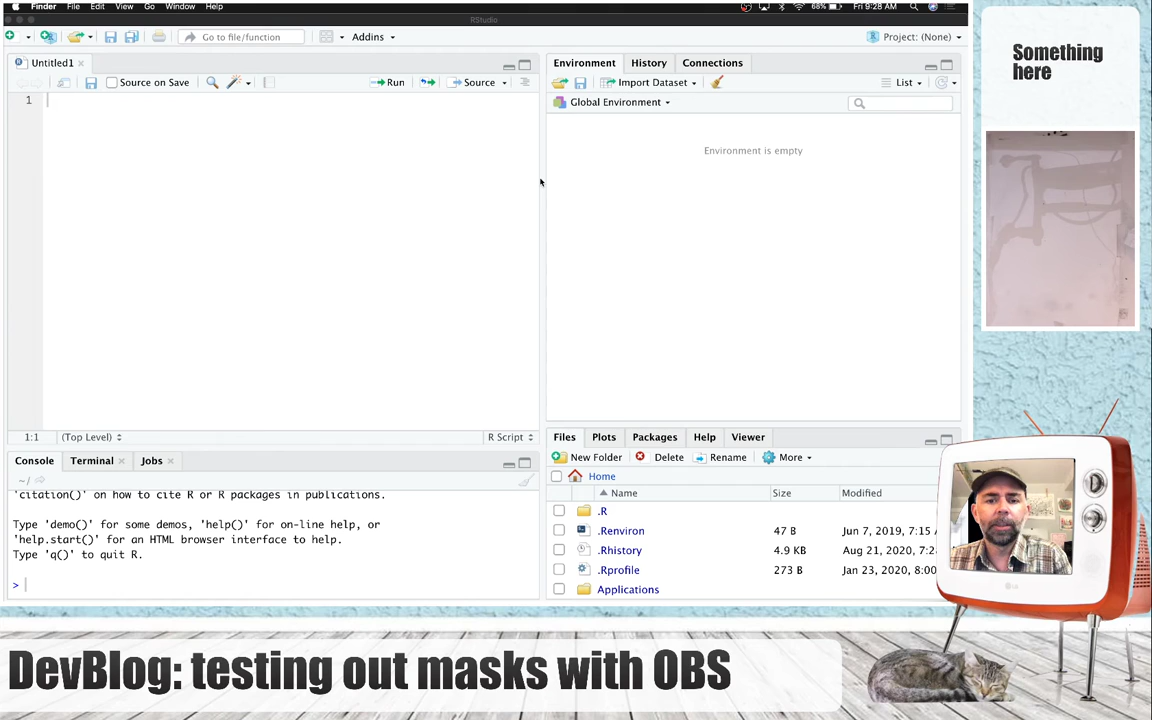 Finder File Edit View Go Window Help 68% Fri 9:28 AM
RStudio
Go to file/function Addins Project: (None)
Untitled1
Source on Save Run Source
1
1:1 (Top Level) R Script
Console Terminal Jobs
~/
'citation()' on how to cite R or R packages in publications.
Type 'demo()' for some demos, 'help()' for on-line help, or
'help.start()' for an HTML browser interface to help.
Type 'q()' to quit R.
>
Environment History Connections
Import Dataset List
Global Environment
Environment is empty
Files Plots Packages Help Viewer
New Folder Delete Rename More
Home
Name Size Modified
.R
.Renviron 47 B Jun 7, 2019, 7:15
.Rhistory 4.9 KB Aug 21, 2020, 7:2
.Rprofile 273 B Jan 23, 2020, 8:00
Applications
Something
here
LG
DevBlog: testing out masks with OBS